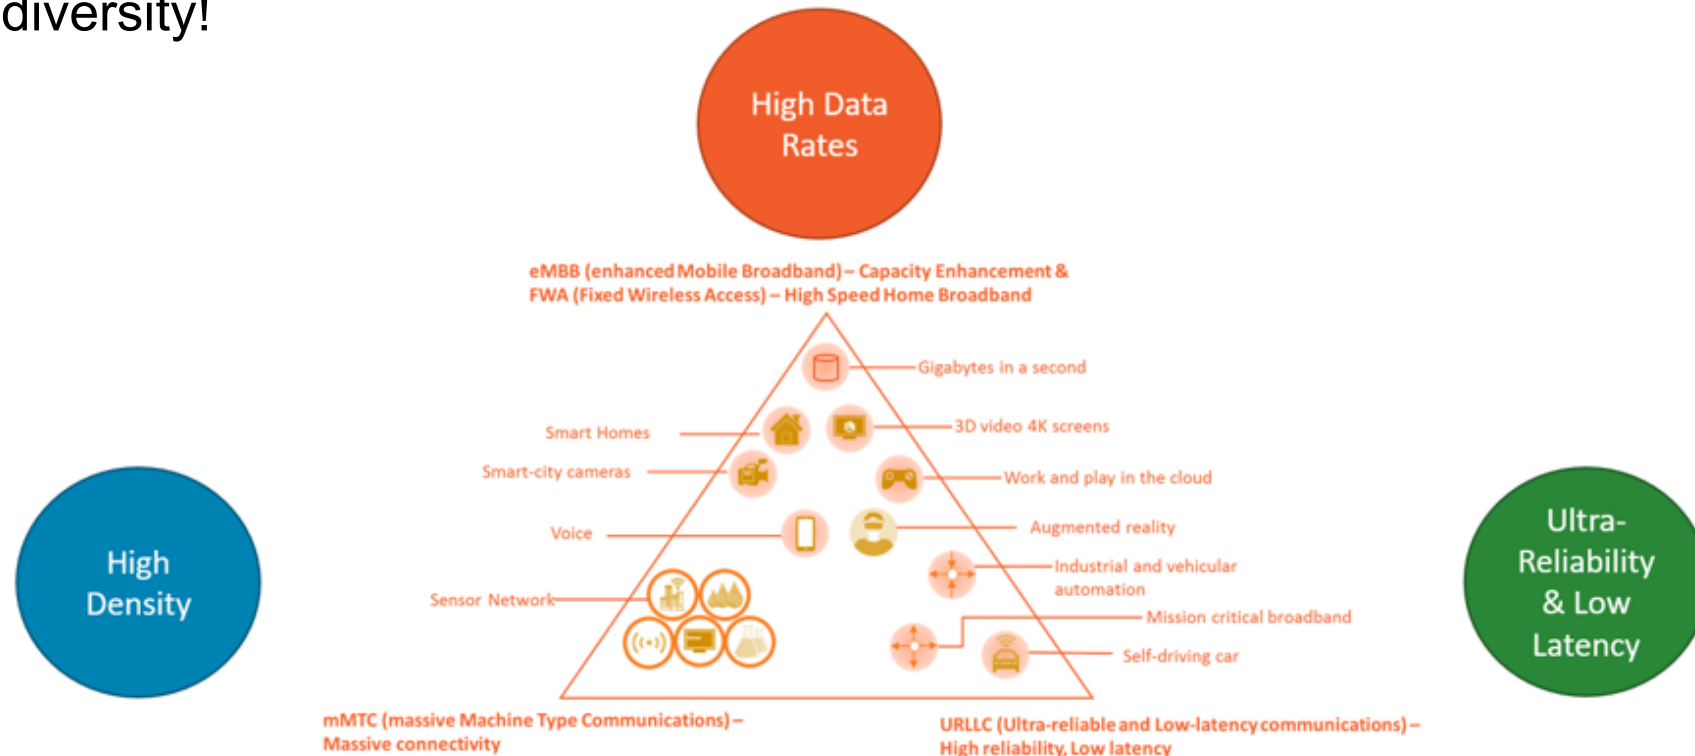 diversity!
High Data
Rates
eMBB (enhanced Mobile Broadband) – Capacity Enhancement &
FWA (Fixed Wireless Access) – High Speed Home Broadband
Gigabytes in a second
Smart Homes
3D video 4K screens
Smart-city cameras
Work and play in the cloud
Voice
Augmented reality
High
Density
Ultra-
Reliability
& Low
Latency
Industrial and vehicular
automation
Sensor Network
Mission critical broadband
Self-driving car
mMTC (massive Machine Type Communications) –
Massive connectivity
URLLC (Ultra-reliable and Low-latency communications) –
High reliability, Low latency